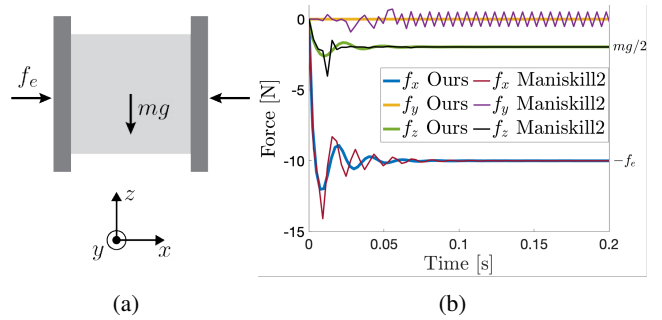 f_e
mg
z
y
x
(a)
Force [N]
0
-5
-10
-15
mg/2
-f_e
f_x Ours f_x Maniskill2
f_y Ours f_y Maniskill2
f_z Ours f_z Maniskill2
0 0.05 0.1 0.15 0.2
Time [s]
(b)